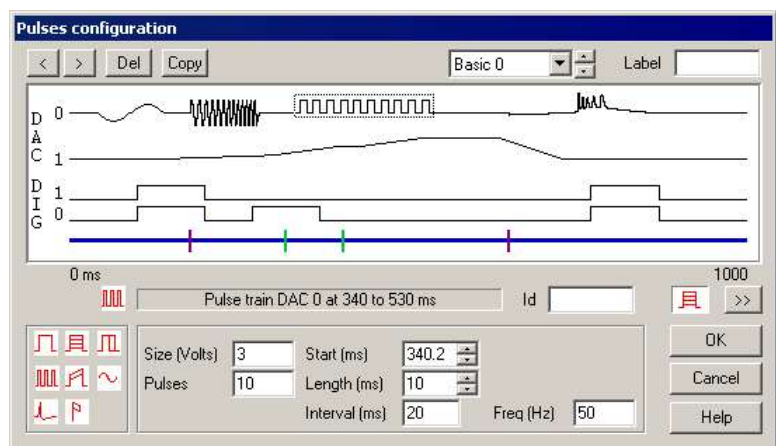 Pulses configuration
< > Del Copy Basic 0 Label
D A C 0
1
D I G 1
0
0 ms 1000
Pulse train DAC 0 at 340 to 530 ms Id >>
Size (Volts) 3 Start (ms) 340.2 OK
Pulses 10 Length (ms) 10 Cancel
Interval (ms) 20 Freq (Hz) 50 Help